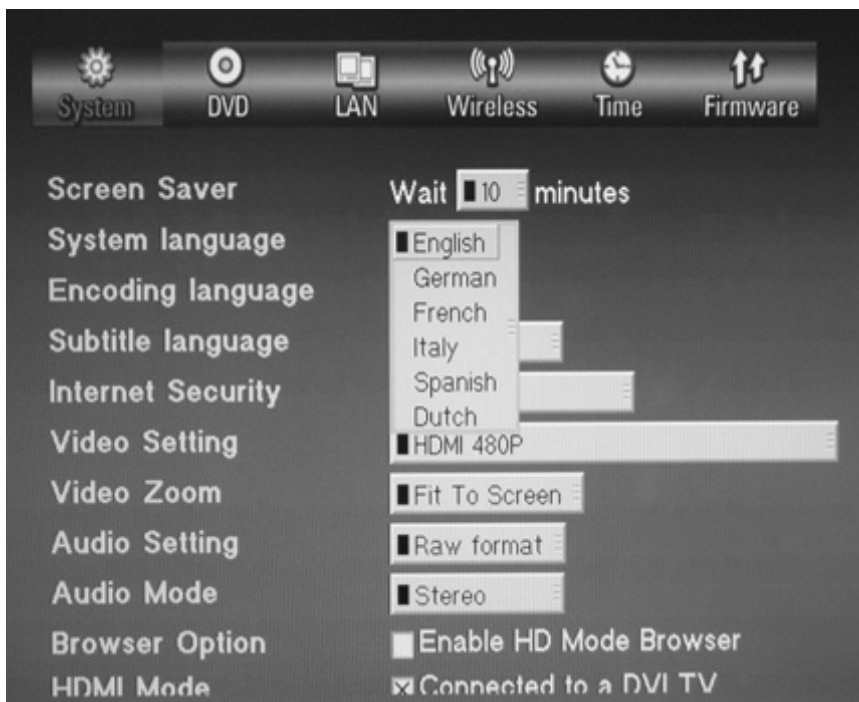 System DVD LAN Wireless Time Firmware
Screen Saver Wait 10 minutes
System language English
German
Encoding language
French
Subtitle language
Italy
Internet Security Spanish
Dutch
Video Setting HDMI 480P
Video Zoom Fit To Screen
Audio Setting Raw format
Audio Mode Stereo
Browser Option Enable HD Mode Browser
HDMI Mode Connected to a DVI TV